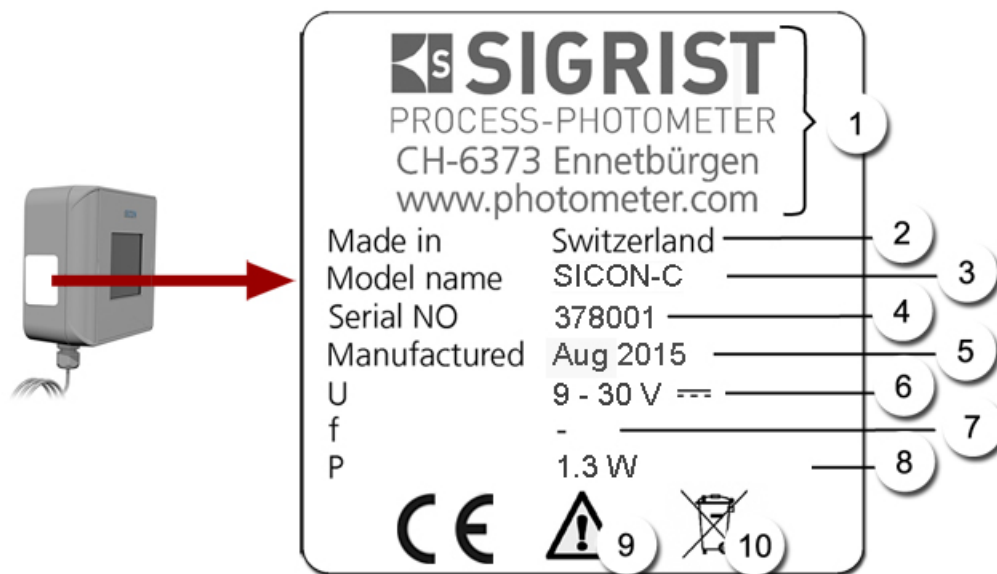 S SIGRIST
PROCESS-PHOTOMETER
CH-6373 Ennetbürgen
www.photometer.com
1
Made in Switzerland 2
Model name SICON-C 3
Serial NO 378001 4
Manufactured Aug 2015 5
U 9 - 30 V 6
f - 7
P 1.3 W 8
CE ! 9 10